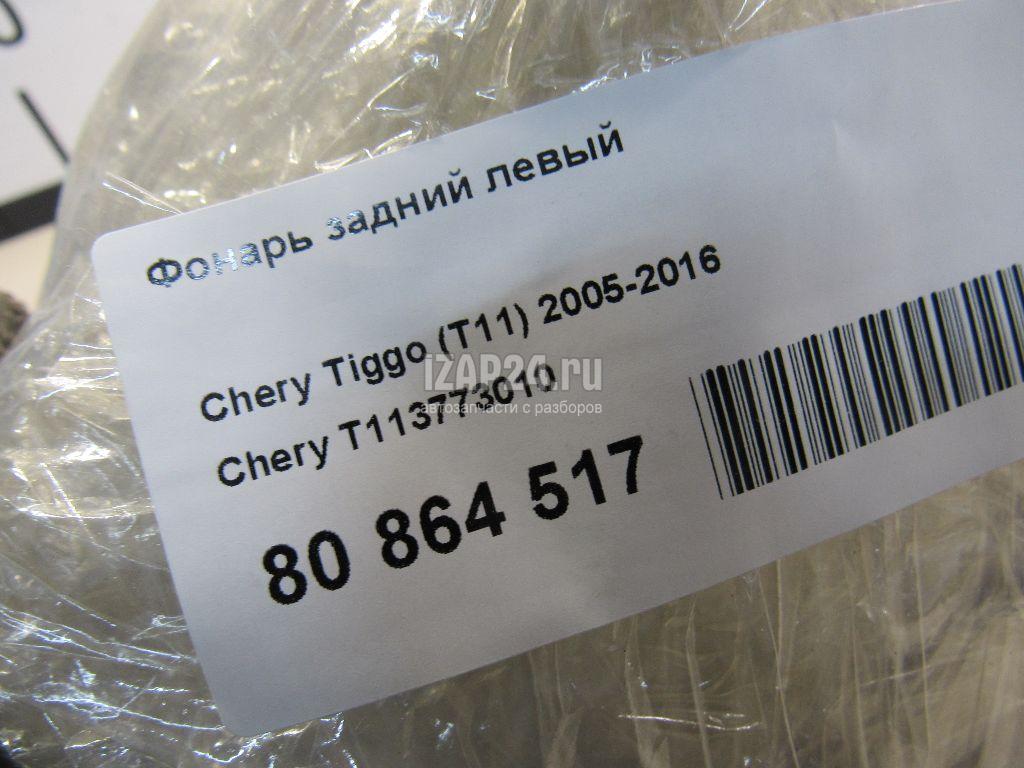 Фонарь задний левый
Chery Tiggo (T11) 2005-2016
Chery T113773010
80 864 517
iZAP24.ru
автозапчасти с разборов